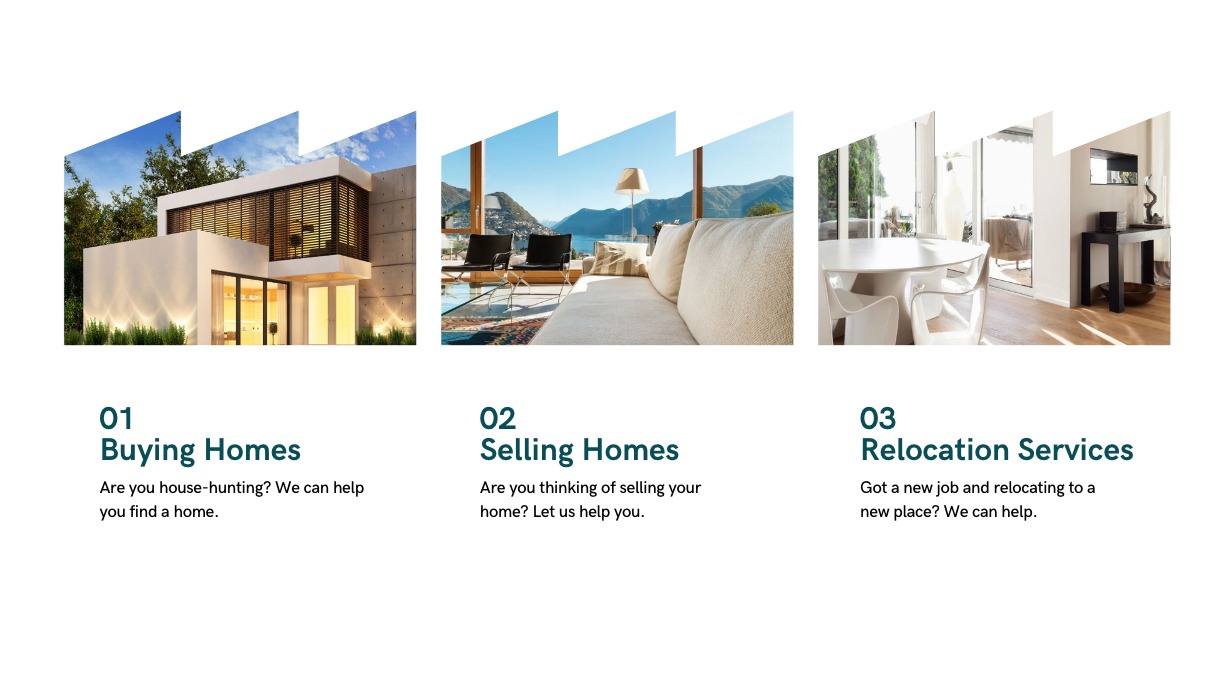 01
Buying Homes
Are you house-hunting? We can help
you find a home.
02
Selling Homes
Are you thinking of selling your
home? Let us help you.
03
Relocation Services
Got a new job and relocating to a
new place? We can help.